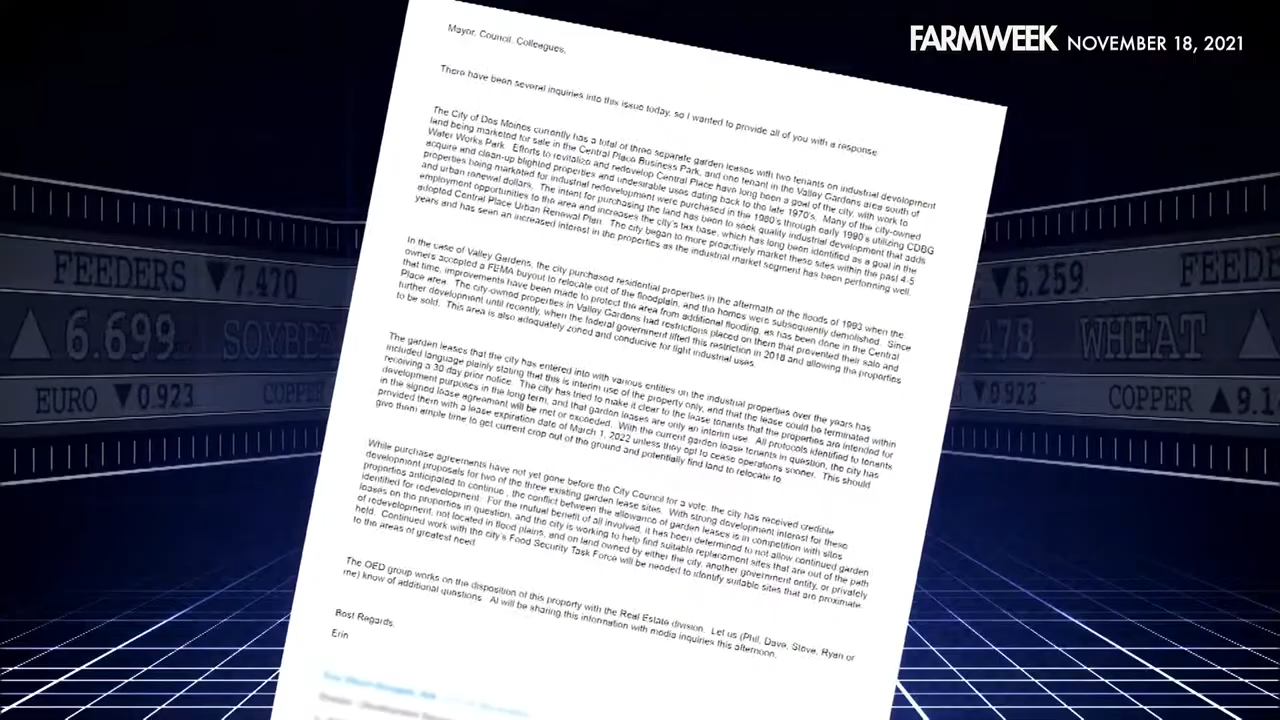 FARMWEEK NOVEMBER 18, 2021
Mayor, Council, Colleagues,
There have been several inquiries into this issue today, so I wanted to provide all of you with a response
The City of Des Moines currently has a total of three separate garden leases with two tenants on industrial development
land being marketed for sale in the Central Place Business Park, and one tenant in the Valley Gardens area south of
Water Works Park. Efforts to revitalize and redevelop Central Place have long been a goal of the city, with work to
acquire and clean-up blighted properties and undesirable uses dating back to the late 1970's. Many of the city-owned
properties being marketed for industrial redevelopment were purchased in the 1980's through early 1990's utilizing CDBG
and urban renewal dollars. The intent for purchasing the land has been to seek quality industrial development that adds
employment opportunities to the area and increases the city's tax base, which has long been identified as a goal in the
adopted Central Place Urban Renewal Plan. The city began to more proactively market these sites within the past 4-5
years and has seen an increased interest in the properties as the industrial market segment has been performing well.
In the case of Valley Gardens, the city purchased residential properties in the aftermath of the floods of 1993 when the
owners accepted a FEMA buyout to relocate out of the floodplain, and the homes were subsequently demolished. Since
that time, improvements have been made to protect the area from additional flooding, as has been done in the Central
Place area. The city-owned properties in Valley Gardens had restrictions placed on them that prevented their sale and
further development until recently, when the federal government lifted this restriction in 2018 and allowing the properties
to be sold. This area is also adequately zoned and conducive for light industrial uses.
The garden leases that the city has entered into with various entities on the industrial properties over the years has
included language plainly stating that this is interim use of the property only, and that the lease could be terminated within
receiving a 30 day prior notice. The city has tried to make it clear to the lease tenants that the properties are intended for
development purposes in the long term, and that garden leases are only an interim use. All protocols identified to tenants
in the signed lease agreement will be met or exceeded. With the current garden lease tenants in question, the city has
provided them with a lease expiration date of March 1, 2022 unless they opt to cease operations sooner. This should
give them ample time to get current crop out of the ground and potentially find land to relocate to.
While purchase agreements have not yet gone before the City Council for a vote, the city has received credible
development proposals for two of the three existing garden lease sites. With strong development interest for these
properties anticipated to continue, the conflict between the allowance of garden leases is in competition with sites
identified for redevelopment. For the mutual benefit of all involved, it has been determined to not allow continued garden
leases on the properties in question, and the city is working to help find suitable replacement sites that are out of the path
of redevelopment, not located in flood plains, and on land owned by either the city, another government entity, or privately
held. Continued work with the city's Food Security Task Force will be needed to identify suitable sites that are proximate
to the areas of greatest need.
The OED group works on the disposition of this property with the Real Estate division. Let us (Phil, Dave, Steve, Ryan or
me) know of additional questions. Al will be sharing this information with media inquiries this afternoon.
Best Regards,
Erin
FEEDER 7.470
▲ 6.699 SOYBEAN
EURO ▼0.923 COPPER
▼6.259 FEED
478 WHEAT ▲
▼0.923 COPPER ▲ 9.